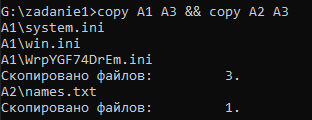 G:\zadanie1>copy A1 A3 && copy A2 A3
A1\system.ini
A1\win.ini
A1\WrpYGF74DrEm.ini
Скопировано файлов:         3.
A2\names.txt
Скопировано файлов:         1.